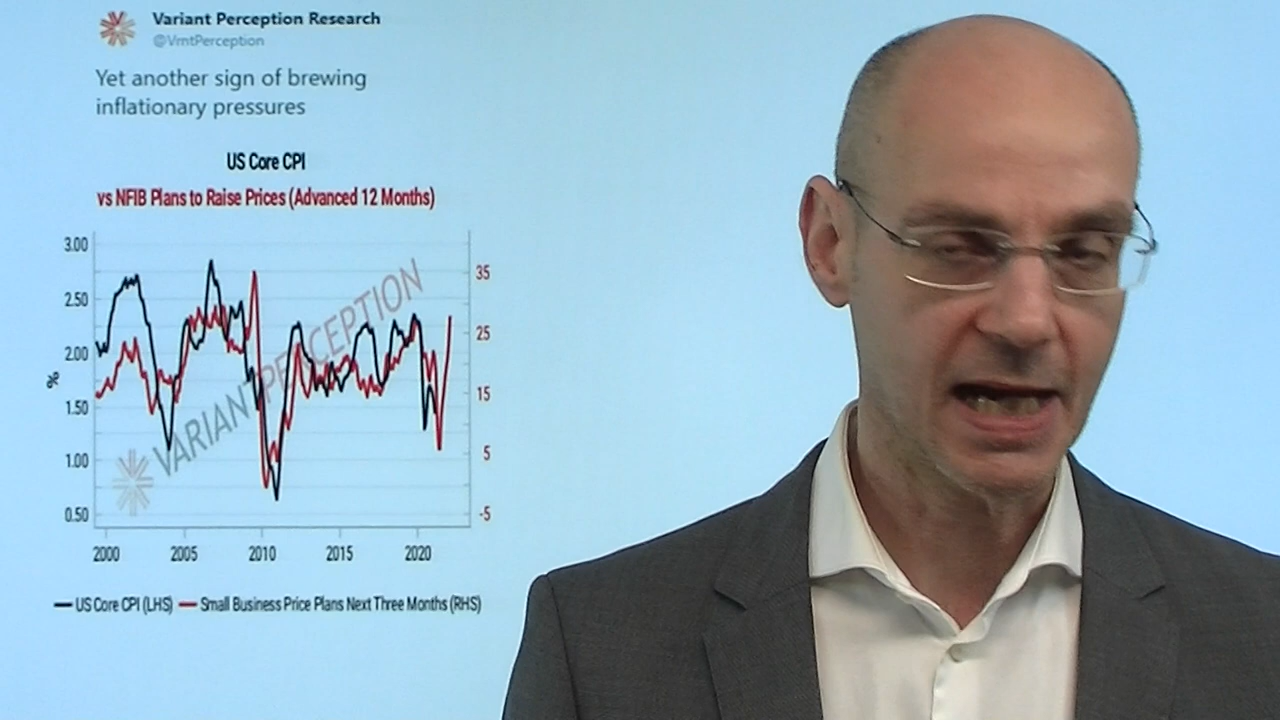 Variant Perception Research
@VrntPerception
Yet another sign of brewing
inflationary pressures
US Core CPI
vs NFIB Plans to Raise Prices (Advanced 12 Months)
3.00
2.50
2.00
1.50
1.00
0.50
%
35
25
15
5
-5
VARIANT PERCEPTION
2000 2005 2010 2015 2020
US Core CPI (LHS) Small Business Price Plans Next Three Months (RHS)